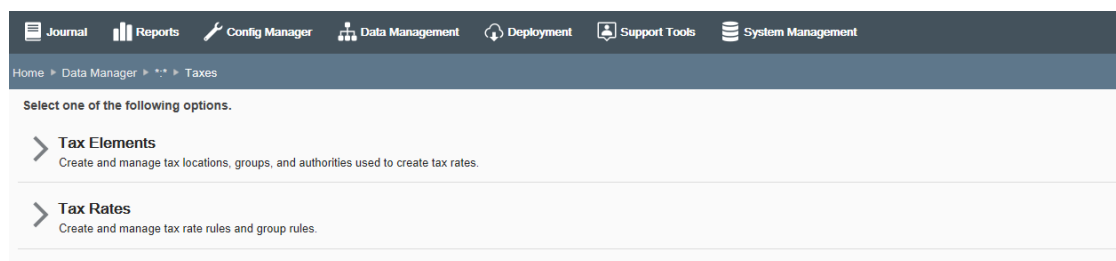 Journal Reports Config Manager Data Management Deployment Support Tools System Management
Home ▸ Data Manager ▸ *:* ▸ Taxes
Select one of the following options.
Tax Elements
Create and manage tax locations, groups, and authorities used to create tax rates.
Tax Rates
Create and manage tax rate rules and group rules.